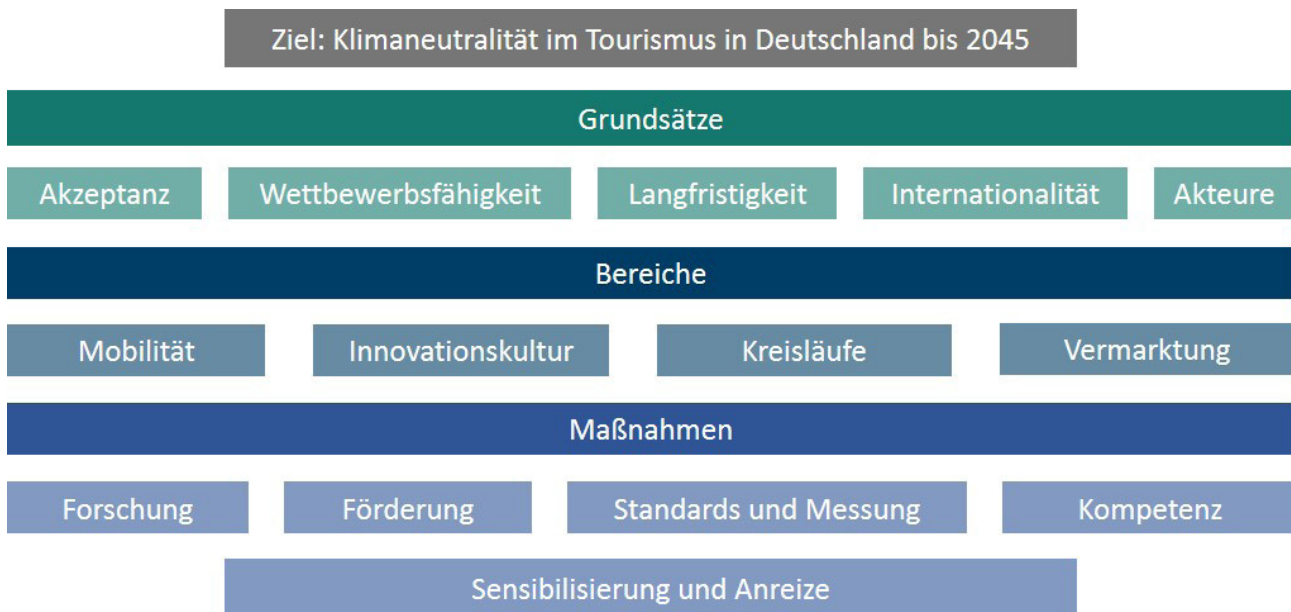 Ziel: Klimaneutralität im Tourismus in Deutschland bis 2045
Grundsätze
Akzeptanz
Wettbewerbsfähigkeit
Langfristigkeit
Internationalität
Akteure
Bereiche
Mobilität
Innovationskultur
Kreisläufe
Vermarktung
Maßnahmen
Forschung
Förderung
Standards und Messung
Kompetenz
Sensibilisierung und Anreize